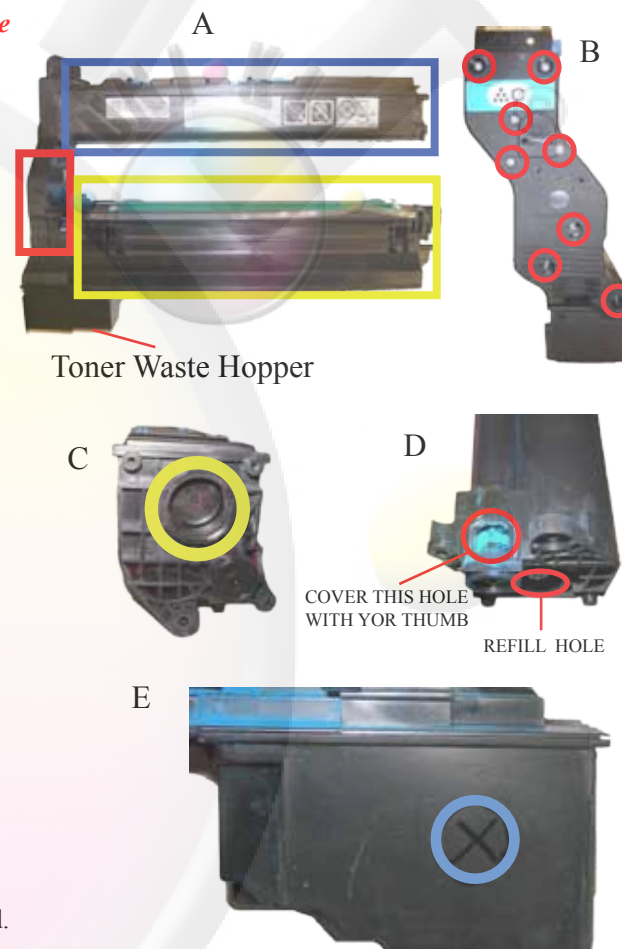 e
A
B
Toner Waste Hopper
C
D
COVER THIS HOLE
WITH YOR THUMB
REFILL HOLE
E
l.